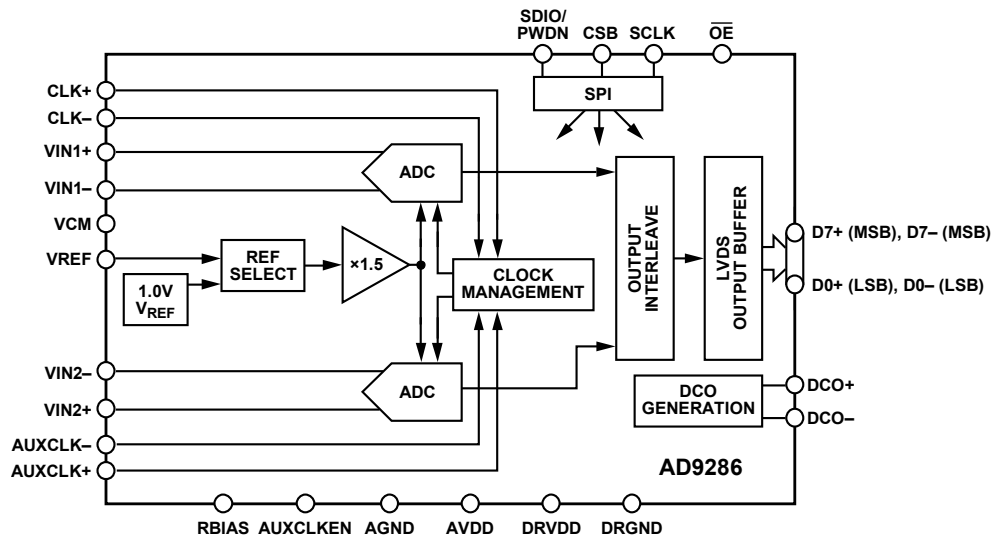 SDIO/
PWDN
CSB
SCLK
OE
CLK+
CLK–
SPI
VIN1+
VIN1–
ADC
VCM
VREF
REF
SELECT
×1.5
CLOCK
MANAGEMENT
OUTPUT
INTERLEAVE
LVDS
OUTPUT BUFFER
D7+ (MSB), D7– (MSB)
D0+ (LSB), D0– (LSB)
1.0V
VREF
VIN2–
VIN2+
ADC
DCO
GENERATION
DCO+
DCO–
AUXCLK–
AUXCLK+
AD9286
RBIAS
AUXCLKEN
AGND
AVDD
DRVDD
DRGND